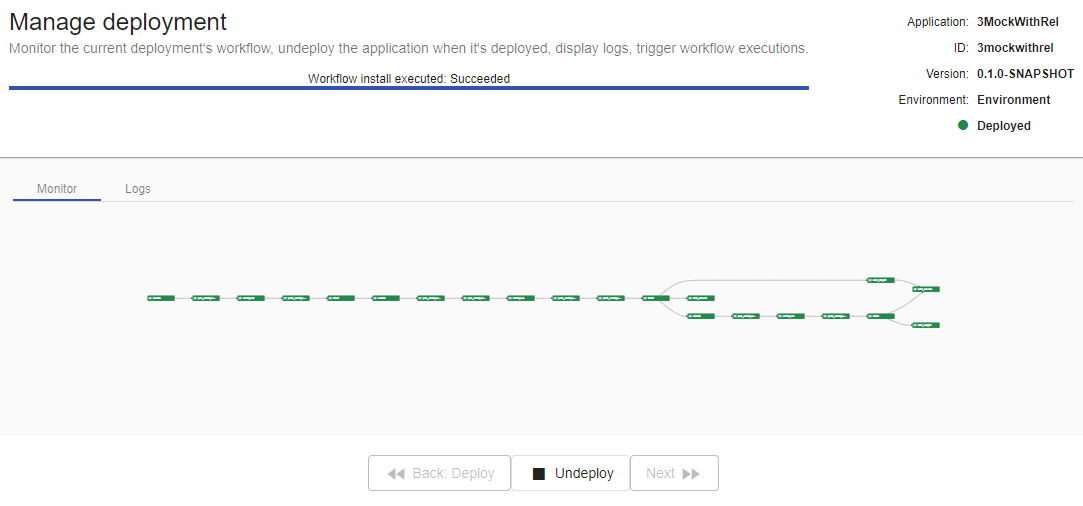 Manage deployment
Monitor the current deployment's workflow, undeploy the application when it's deployed, display logs, trigger workflow executions.
Workflow install executed: Succeeded
Application: 3MockWithRel
ID: 3mockwithrel
Version: 0.1.0-SNAPSHOT
Environment: Environment
Deployed
Monitor
Logs
Back: Deploy
Undeploy
Next